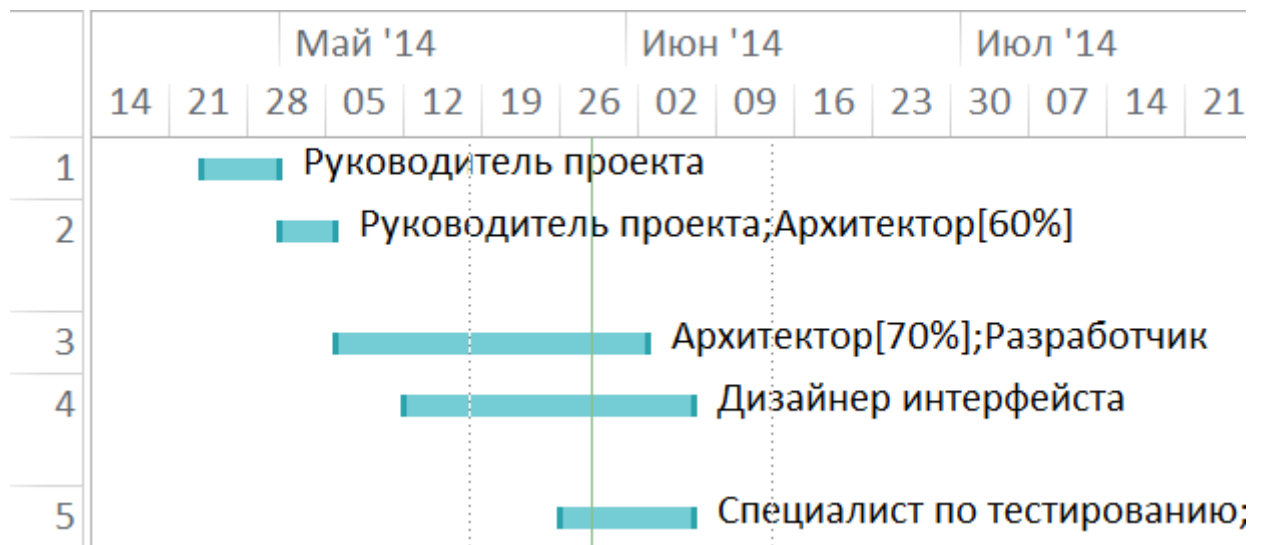 Май '14 Июн '14 Июл '14
14 21 28 05 12 19 26 02 09 16 23 30 07 14 21
1 Руководитель проекта
2 Руководитель проекта;Архитектор[60%]
3 Архитектор[70%];Разработчик
4 Дизайнер интерфейста
5 Специалист по тестированию;